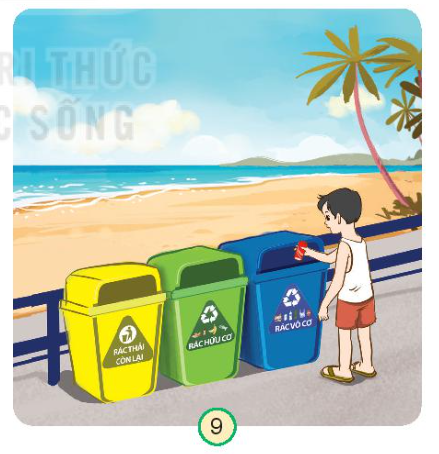 RI THỨC
C SỐNG
RÁC THẢI
CÒN LẠI
RÁC HỮU CƠ
RÁC VÔ CƠ
9